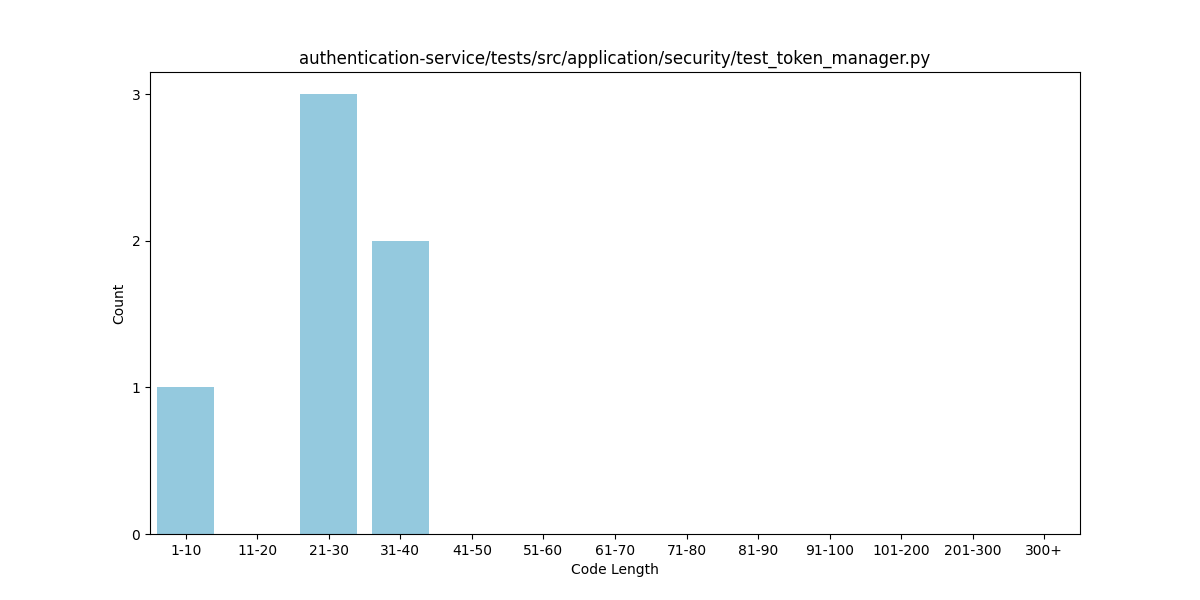 authentication-service/tests/src/application/security/test_token_manager.py
3
2
1
0
Count
1-10 11-20 21-30 31-40 41-50 51-60 61-70 71-80 81-90 91-100 101-200 201-300 300+
Code Length